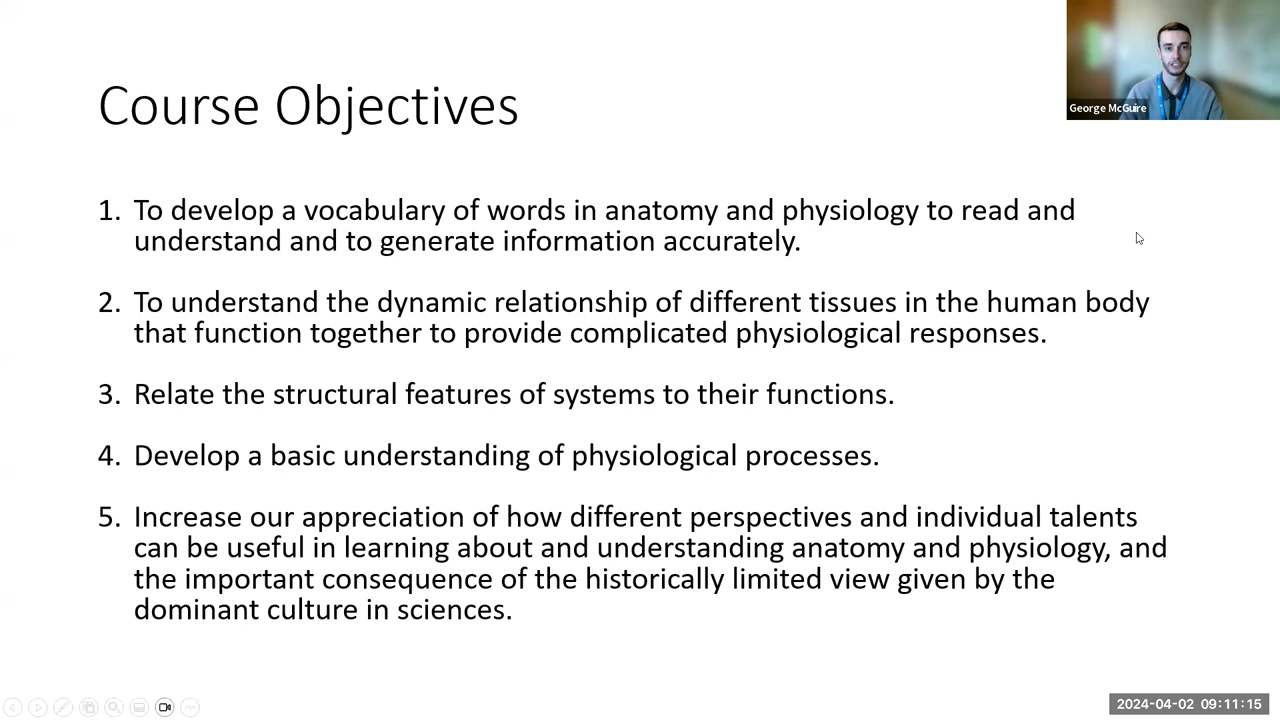 Course Objectives
George McGuire
1. To develop a vocabulary of words in anatomy and physiology to read and
understand and to generate information accurately.
2. To understand the dynamic relationship of different tissues in the human body
that function together to provide complicated physiological responses.
3. Relate the structural features of systems to their functions.
4. Develop a basic understanding of physiological processes.
5. Increase our appreciation of how different perspectives and individual talents
can be useful in learning about and understanding anatomy and physiology, and
the important consequence of the historically limited view given by the
dominant culture in sciences.
2024-04-02 09:11:15